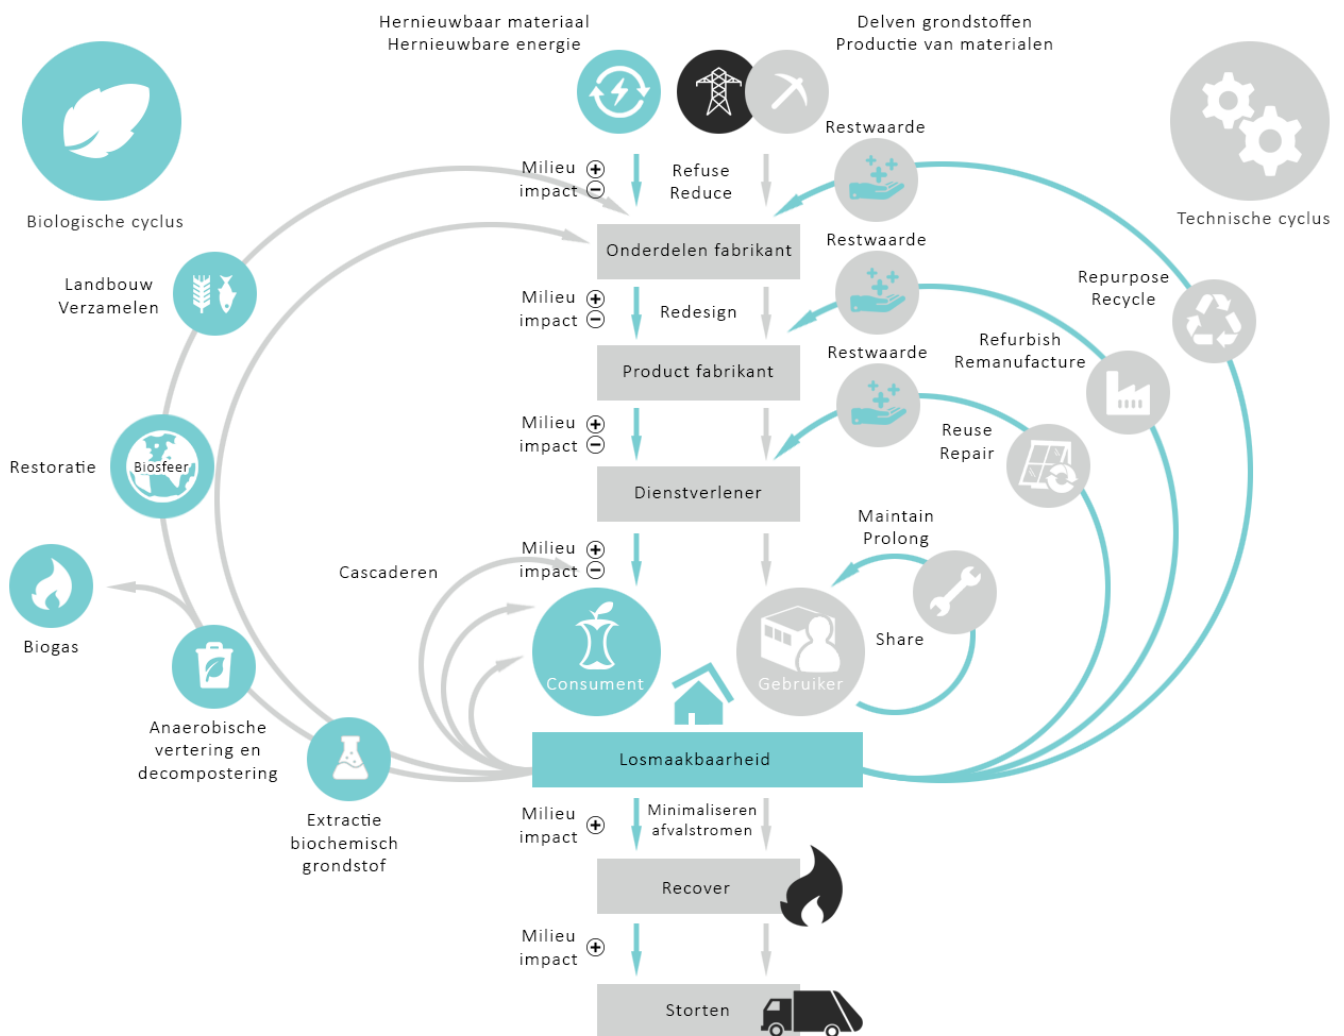 Hernieuwbaar materiaal
Hernieuwbare energie
Delven grondstoffen
Productie van materialen
Biologische cyclus
Technische cyclus
Restwaarde
Milieu
impact
Refuse
Reduce
Onderdelen fabrikant
Landbouw
Verzamelen
Restwaarde
Repurpose
Recycle
Milieu
impact
Redesign
Refurbish
Remanufacture
Product fabrikant
Restwaarde
Milieu
impact
Reuse
Repair
Restoratie
Biosfeer
Dienstverlener
Maintain
Prolong
Milieu
impact
Cascaderen
Biogas
Share
Consument
Gebruiker
Anaerobische
vertering en
decompostering
Losmaakbaarheid
Extractie
biochemisch
grondstof
Milieu
impact
Minimaliseren
afvalstromen
Recover
Milieu
impact
Storten